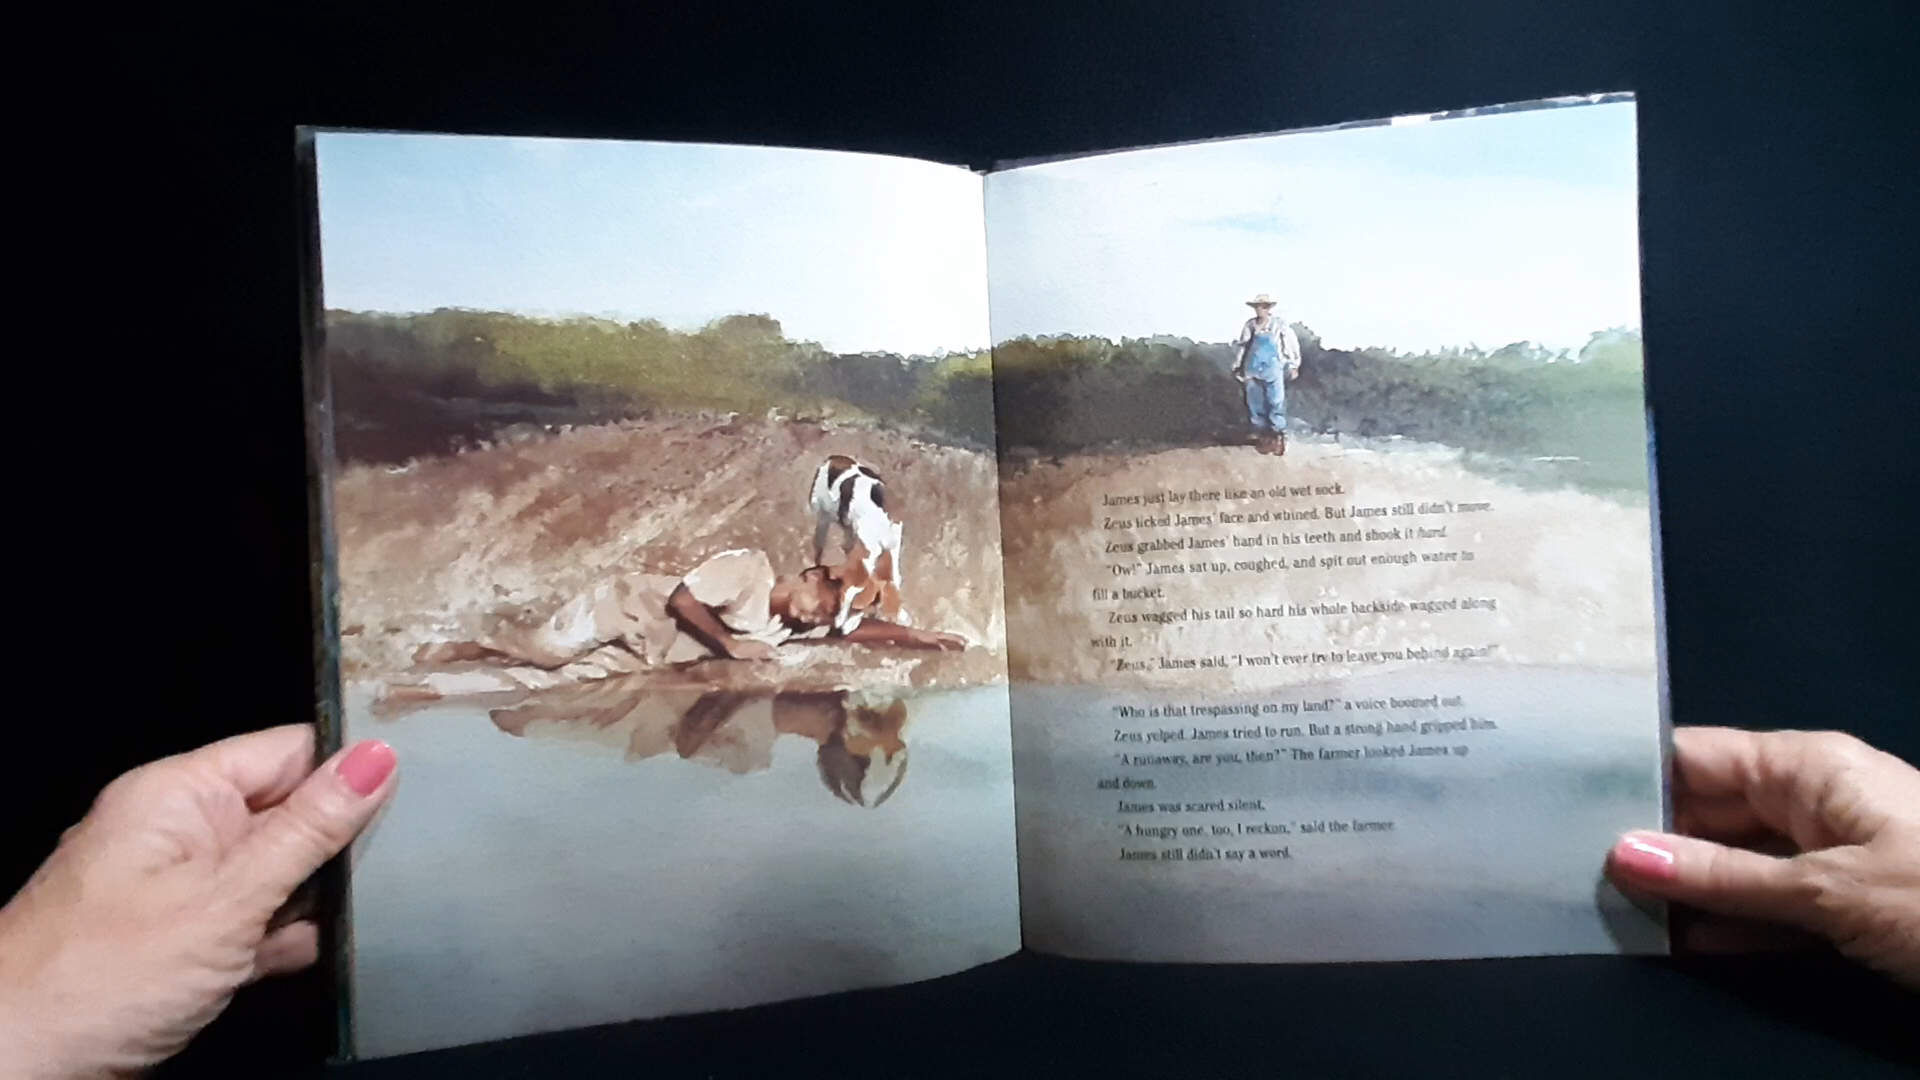 James just lay there like an old wet sock.
Zeus licked James' face and whined. But James still didn't move.
Zeus grabbed James' hand in his teeth and shook it hard.
"Ow!" James sat up, coughed, and spit out enough water to
fill a bucket.
Zeus wagged his tail so hard his whole backside wagged along
with it.
"Zeus," James said, "I won't ever try to leave you behind again!"
"Who is that trespassing on my land?" a voice boomed out.
Zeus yelped. James tried to run. But a strong hand gripped him.
"A runaway, are you, then?" The farmer looked James up
and down.
James was scared silent.
"A hungry one, too, I reckon," said the farmer.
James still didn't say a word.